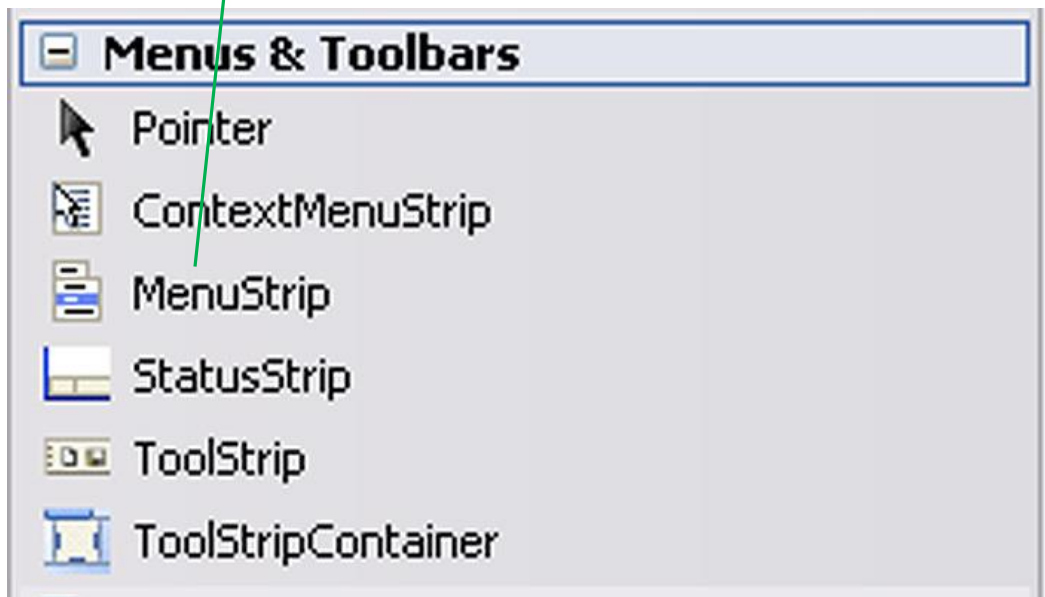 Menus & Toolbars
Pointer
ContextMenuStrip
MenuStrip
StatusStrip
ToolStrip
ToolStripContainer